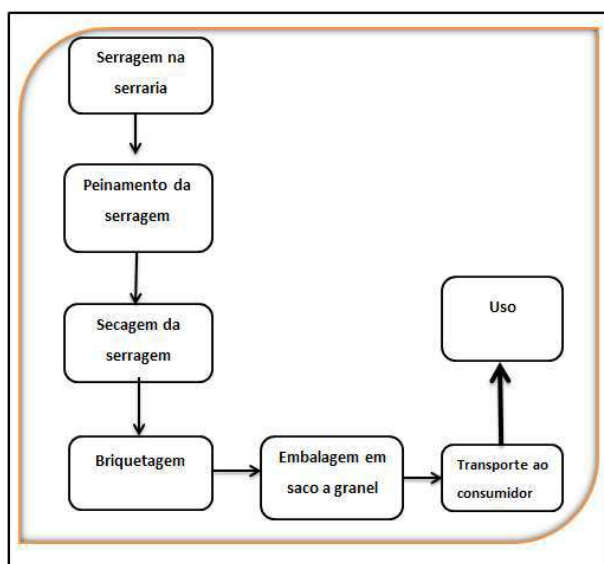 Serragem na
serraria
Peinamento da
serragem
Secagem da
serragem
Briquetagem
Embalagem em
saco a granel
Transporte ao
consumidor
Uso